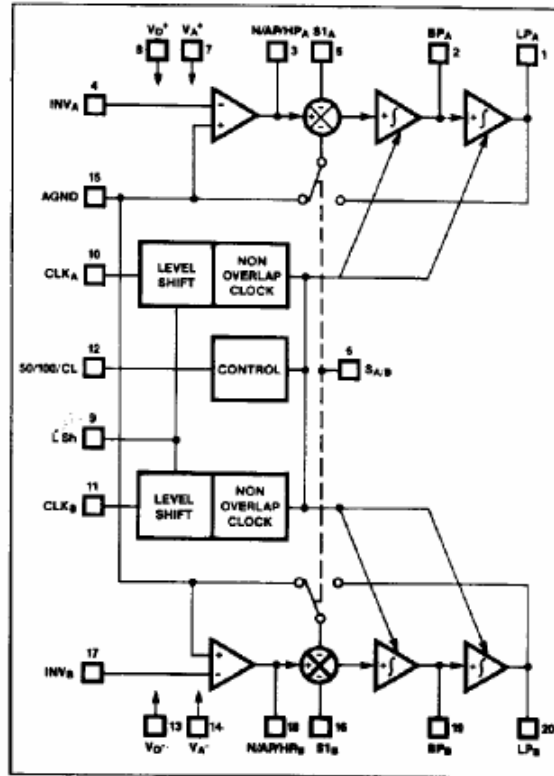 VD+ VA+ N/AP/HPA S1A BPA LPA
8 7 3 5 2 1
4
INVA
15
AGND
10
CLKA
LEVEL SHIFT
NON OVERLAP CLOCK
12
50/100/CL
CONTROL
6
SA/B
9
LSh
11
CLKB
LEVEL SHIFT
NON OVERLAP CLOCK
17
INVB
13 14 18 16 19 20
VD- VA- N/AP/HPB S1B BPB LPB